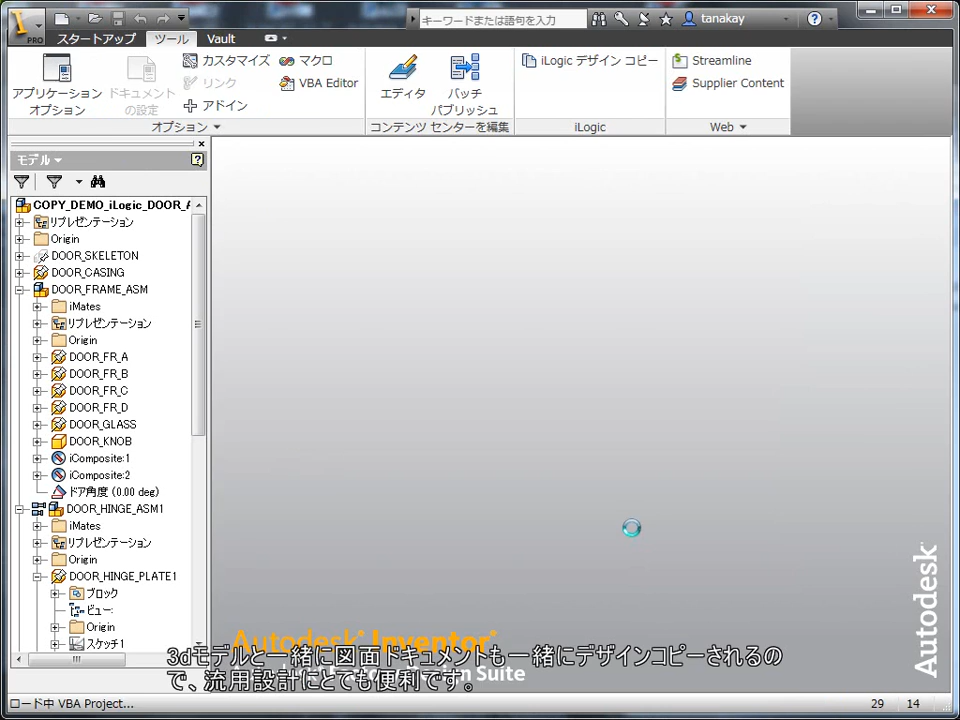 PRO
キーワードまたは語句を入力
tanakay
スタートアップ ツール Vault
アプリケーション
オプション
ドキュメント
の設定
カスタマイズ
リンク
アドイン
マクロ
VBA Editor
オプション
エディタ
バッチ
パブリッシュ
コンテンツ センターを編集
iLogic デザイン コピー
iLogic
Streamline
Supplier Content
Web
モデル
COPY_DEMO_iLogic_DOOR_A
リプレゼンテーション
Origin
DOOR_SKELETON
DOOR_CASING
DOOR_FRAME_ASM
iMates
リプレゼンテーション
Origin
DOOR_FR_A
DOOR_FR_B
DOOR_FR_C
DOOR_FR_D
DOOR_GLASS
DOOR_KNOB
iComposite:1
iComposite:2
ドア角度 (0.00 deg)
DOOR_HINGE_ASM1
iMates
リプレゼンテーション
Origin
DOOR_HINGE_PLATE1
ブロック
ビュー:
Origin
スケッチ1
Autodesk® Inventor®
Suite
Autodesk
3dモデルと一緒に図面ドキュメントも一緒にデザインコピーされるの
で、流用設計にとても便利です。
ロード中 VBA Project...
29 14